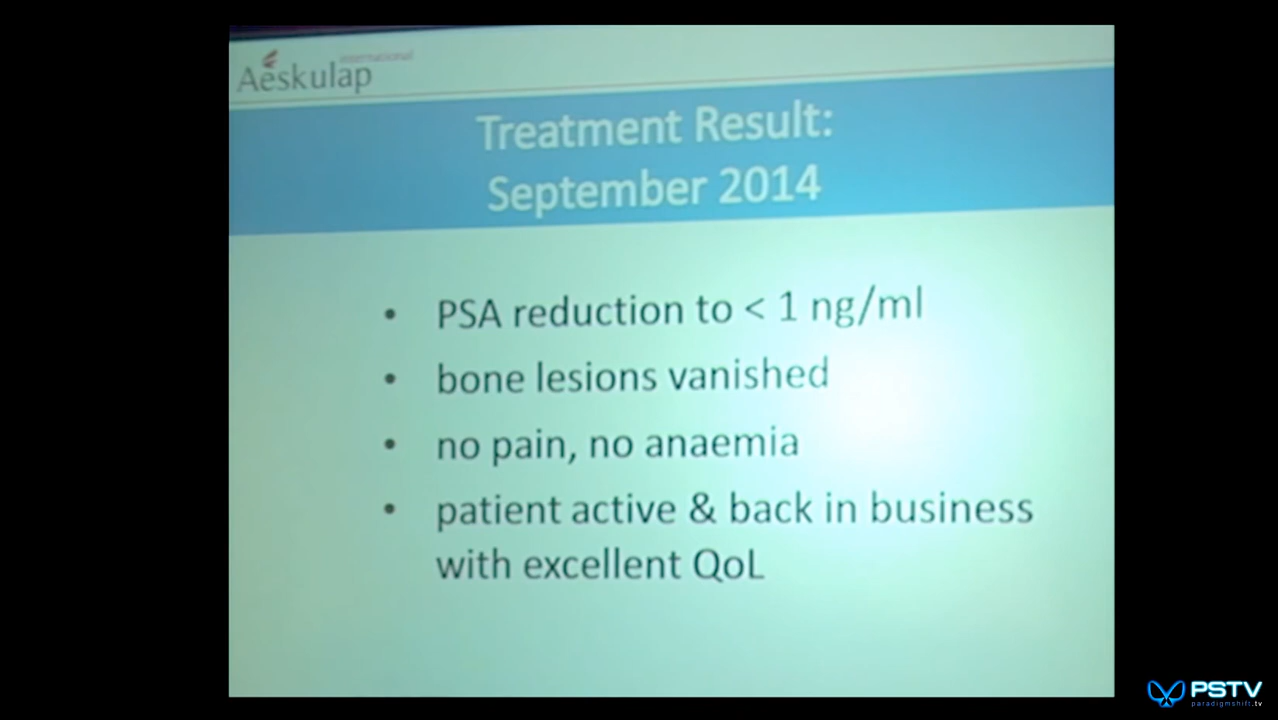 international
Aeskulap
Treatment Result:
September 2014
• PSA reduction to < 1 ng/ml
• bone lesions vanished
• no pain, no anaemia
• patient active & back in business
with excellent QoL
PSTV
paradigmshift.tv